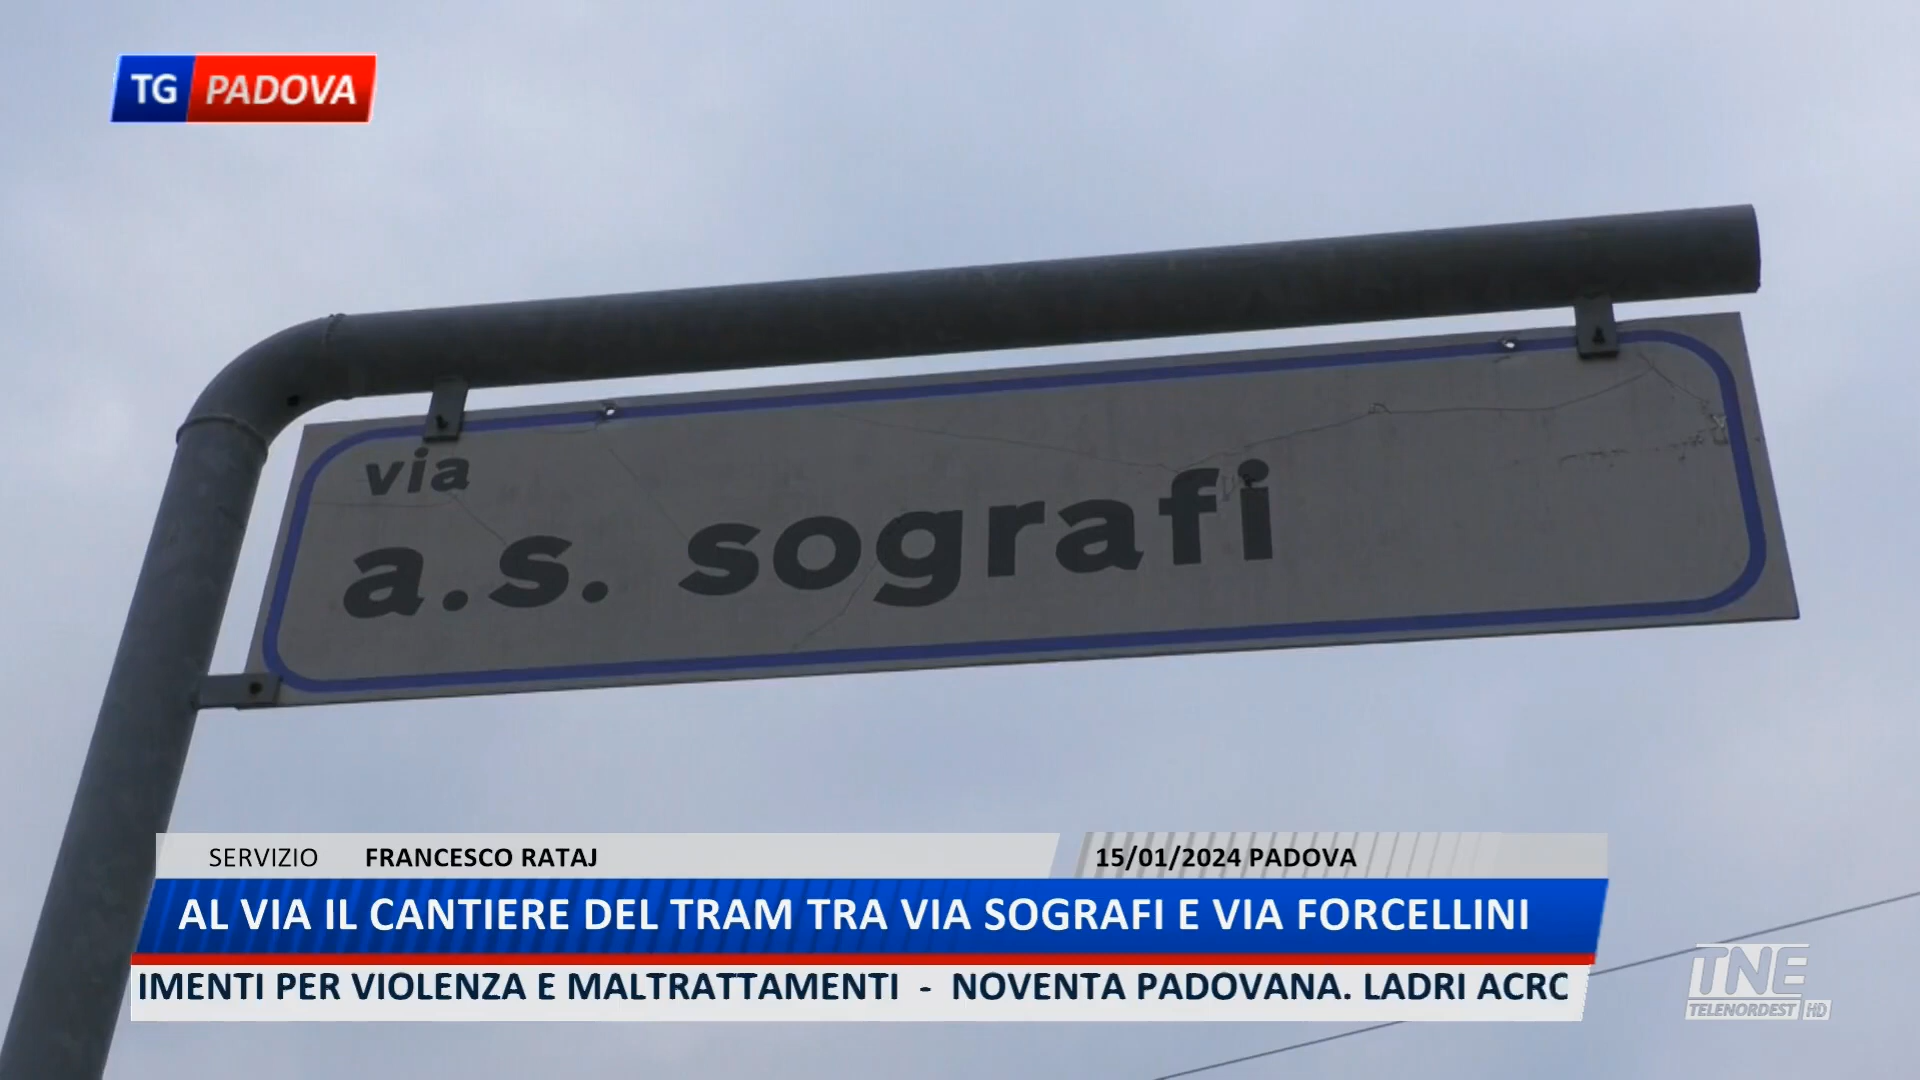 TG PADOVA
via
a.s. sografi
SERVIZIO FRANCESCO RATAJ
15/01/2024 PADOVA
AL VIA IL CANTIERE DEL TRAM TRA VIA SOGRAFI E VIA FORCELLINI
IMENTI PER VIOLENZA E MALTRATTAMENTI - NOVENTA PADOVANA. LADRI ACRC
TNE
TELENORDEST HD